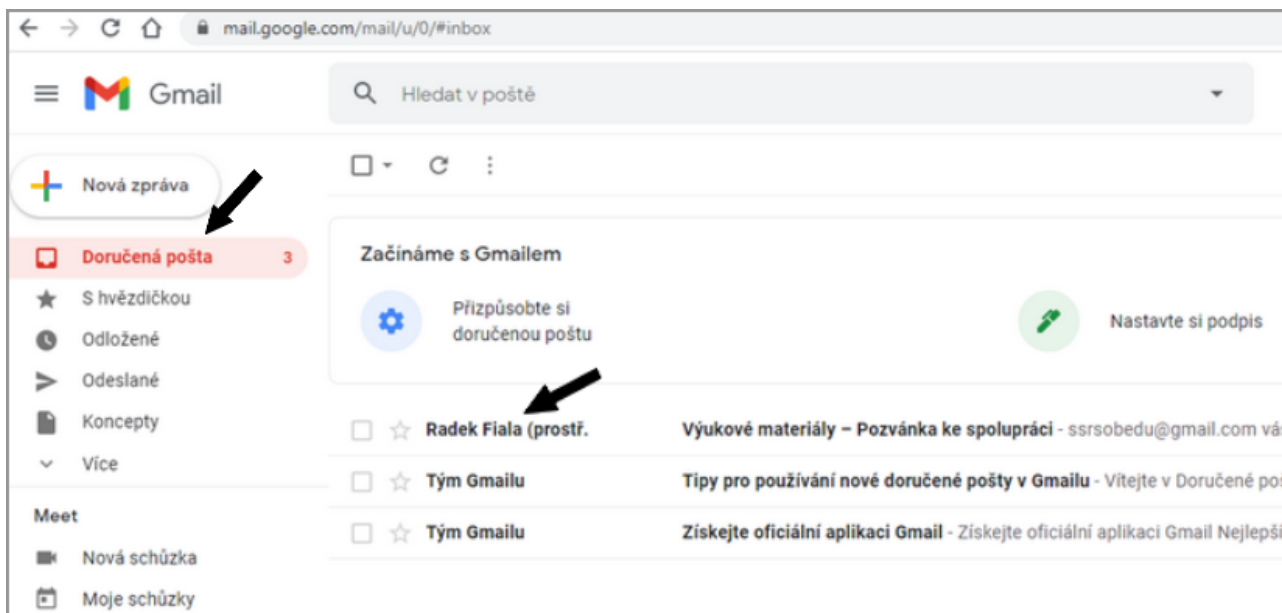 mail.google.com/mail/u/0/#inbox
Gmail
Hledat v poště
Nová zpráva
Doručená pošta 3
S hvězdičkou
Odložené
Odeslané
Koncepty
Více
Meet
Nová schůzka
Moje schůzky
Začínáme s Gmailem
Přizpůsobte si
doručenou poštu
Nastavte si podpis
Radek Fiala (prostř. Výukové materiály – Pozvánka ke spolupráci - ssrsobedu@gmail.com vás
Tým Gmailu Tipy pro používání nové doručené pošty v Gmailu - Vítejte v Doručené poš
Tým Gmailu Získejte oficiální aplikaci Gmail - Získejte oficiální aplikaci Gmail Nejlepší